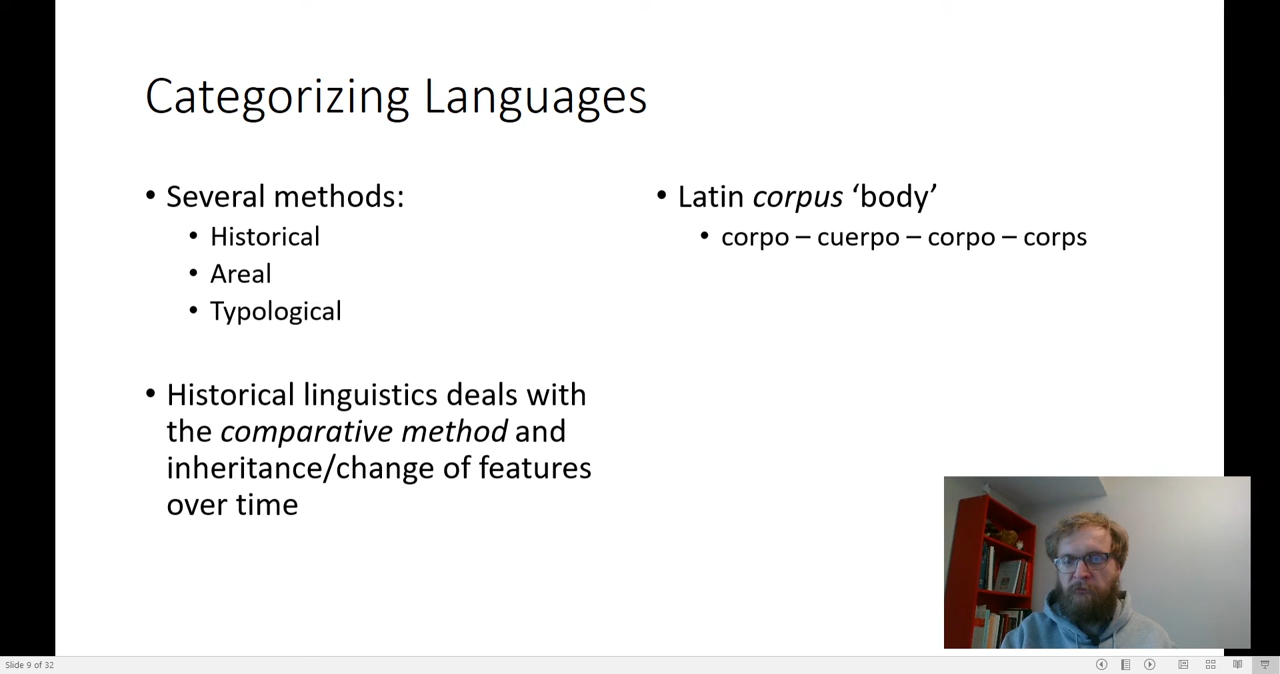 Categorizing Languages
• Several methods:
• Historical
• Areal
• Typological
• Historical linguistics deals with
the comparative method and
inheritance/change of features
over time
• Latin corpus ‘body’
• corpo – cuerpo – corpo – corps
Slide 9 of 32